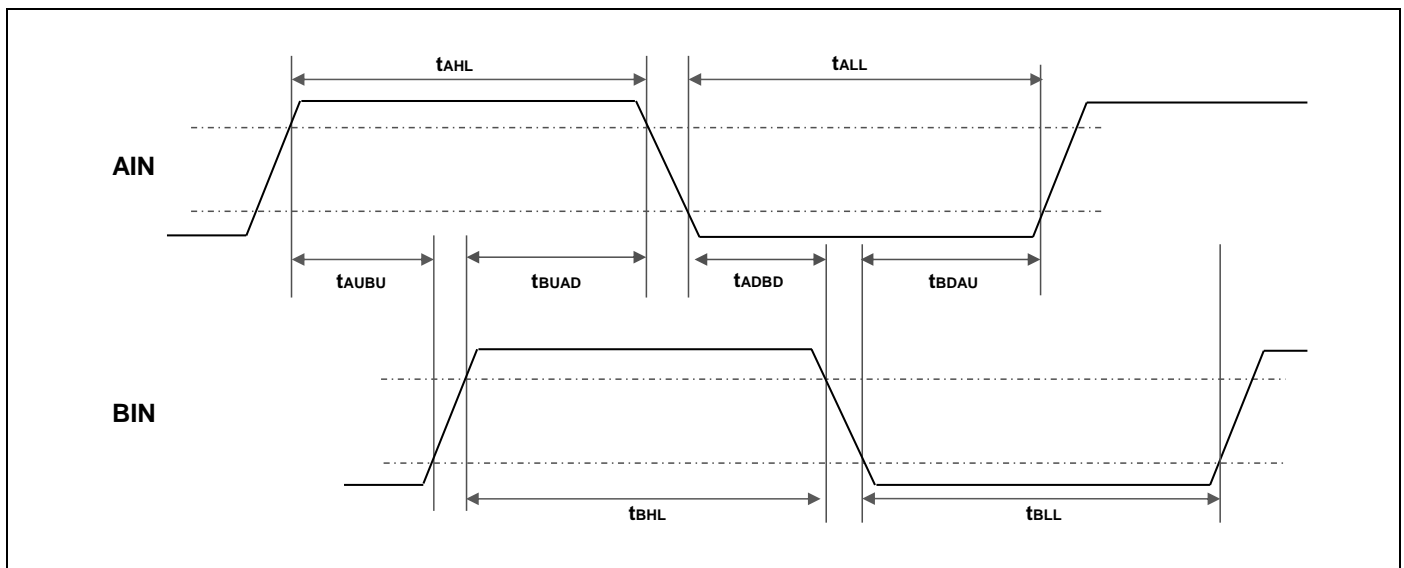 tAHL
tALL
AIN
tAUBU
tBUAD
tADBD
tBDAU
BIN
tBHL
tBLL